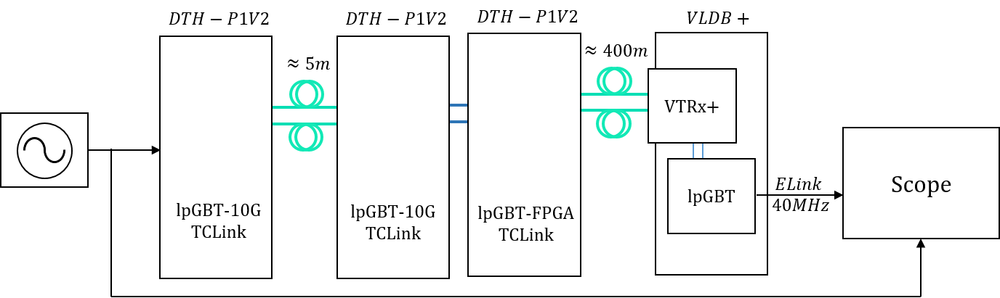 DTH − P1V2
DTH − P1V2
DTH − P1V2
VLDB +
≈ 5m
≈ 400m
VTRx+
lpGBT
ELink
40MHz
Scope
lpGBT-10G
TCLink
lpGBT-10G
TCLink
lpGBT-FPGA
TCLink